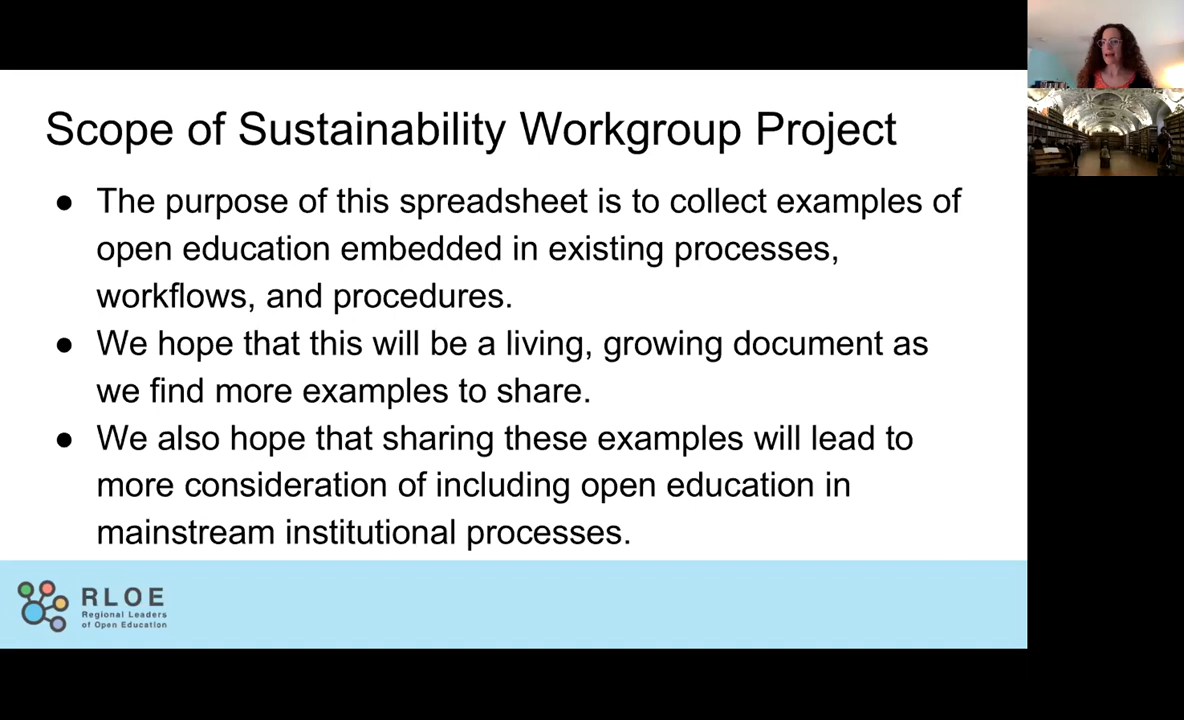 Scope of Sustainability Workgroup Project
● The purpose of this spreadsheet is to collect examples of
open education embedded in existing processes,
workflows, and procedures.
● We hope that this will be a living, growing document as
we find more examples to share.
● We also hope that sharing these examples will lead to
more consideration of including open education in
mainstream institutional processes.
RLOE
Regional Leaders
of Open Education